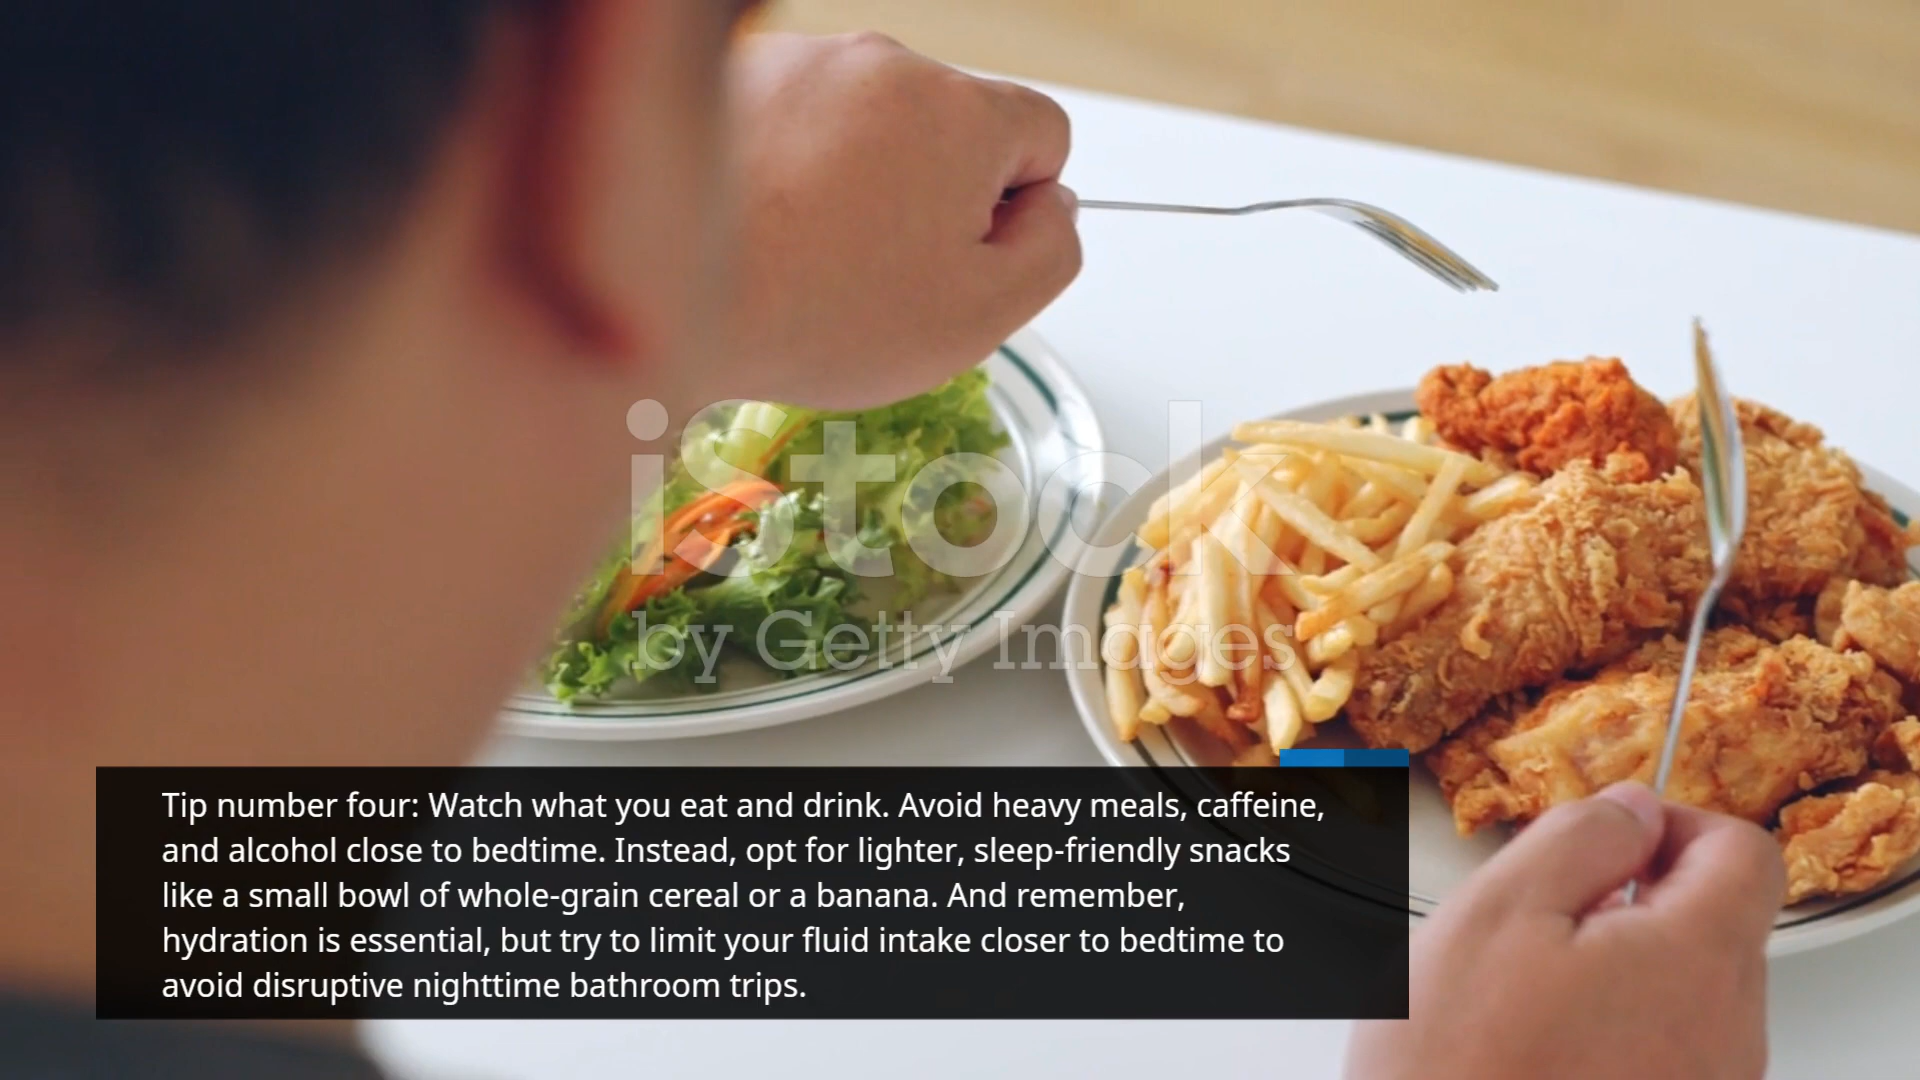 iStock
by Getty Images
Tip number four: Watch what you eat and drink. Avoid heavy meals, caffeine,
and alcohol close to bedtime. Instead, opt for lighter, sleep-friendly snacks
like a small bowl of whole-grain cereal or a banana. And remember,
hydration is essential, but try to limit your fluid intake closer to bedtime to
avoid disruptive nighttime bathroom trips.